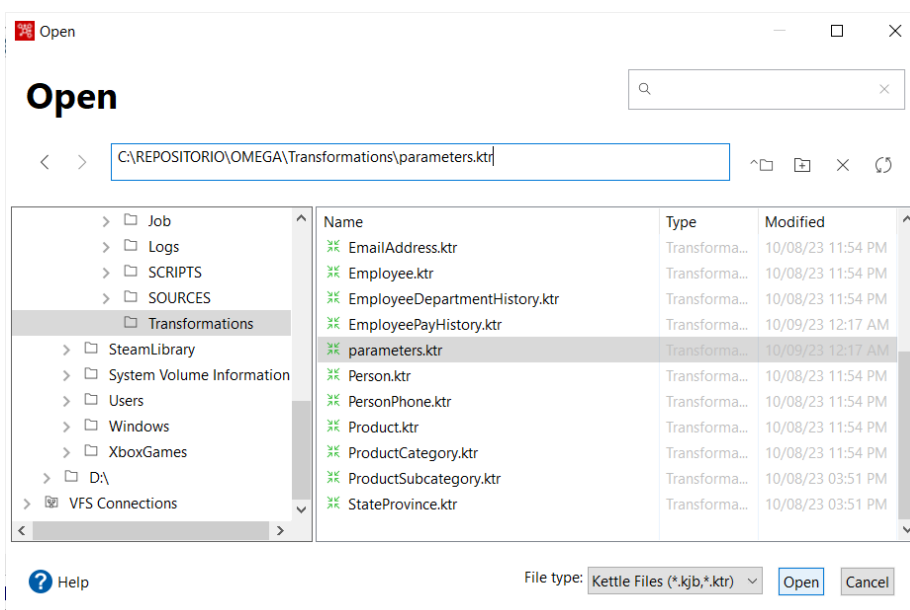 Open
Open
C:\REPOSITORIO\OMEGA\Transformations\parameters.ktr
Job
Logs
SCRIPTS
SOURCES
Transformations
SteamLibrary
System Volume Information
Users
Windows
XboxGames
D:\
VFS Connections
Name Type Modified
EmailAddress.ktr Transforma... 10/08/23 11:54 PM
Employee.ktr Transforma... 10/08/23 11:54 PM
EmployeeDepartmentHistory.ktr Transforma... 10/08/23 11:54 PM
EmployeePayHistory.ktr Transforma... 10/09/23 12:17 AM
parameters.ktr Transforma... 10/09/23 12:17 AM
Person.ktr Transforma... 10/08/23 11:54 PM
PersonPhone.ktr Transforma... 10/08/23 11:54 PM
Product.ktr Transforma... 10/08/23 11:54 PM
ProductCategory.ktr Transforma... 10/08/23 11:54 PM
ProductSubcategory.ktr Transforma... 10/08/23 03:51 PM
StateProvince.ktr Transforma... 10/08/23 03:51 PM
Help
File type: Kettle Files (*.kjb,*.ktr) Open Cancel